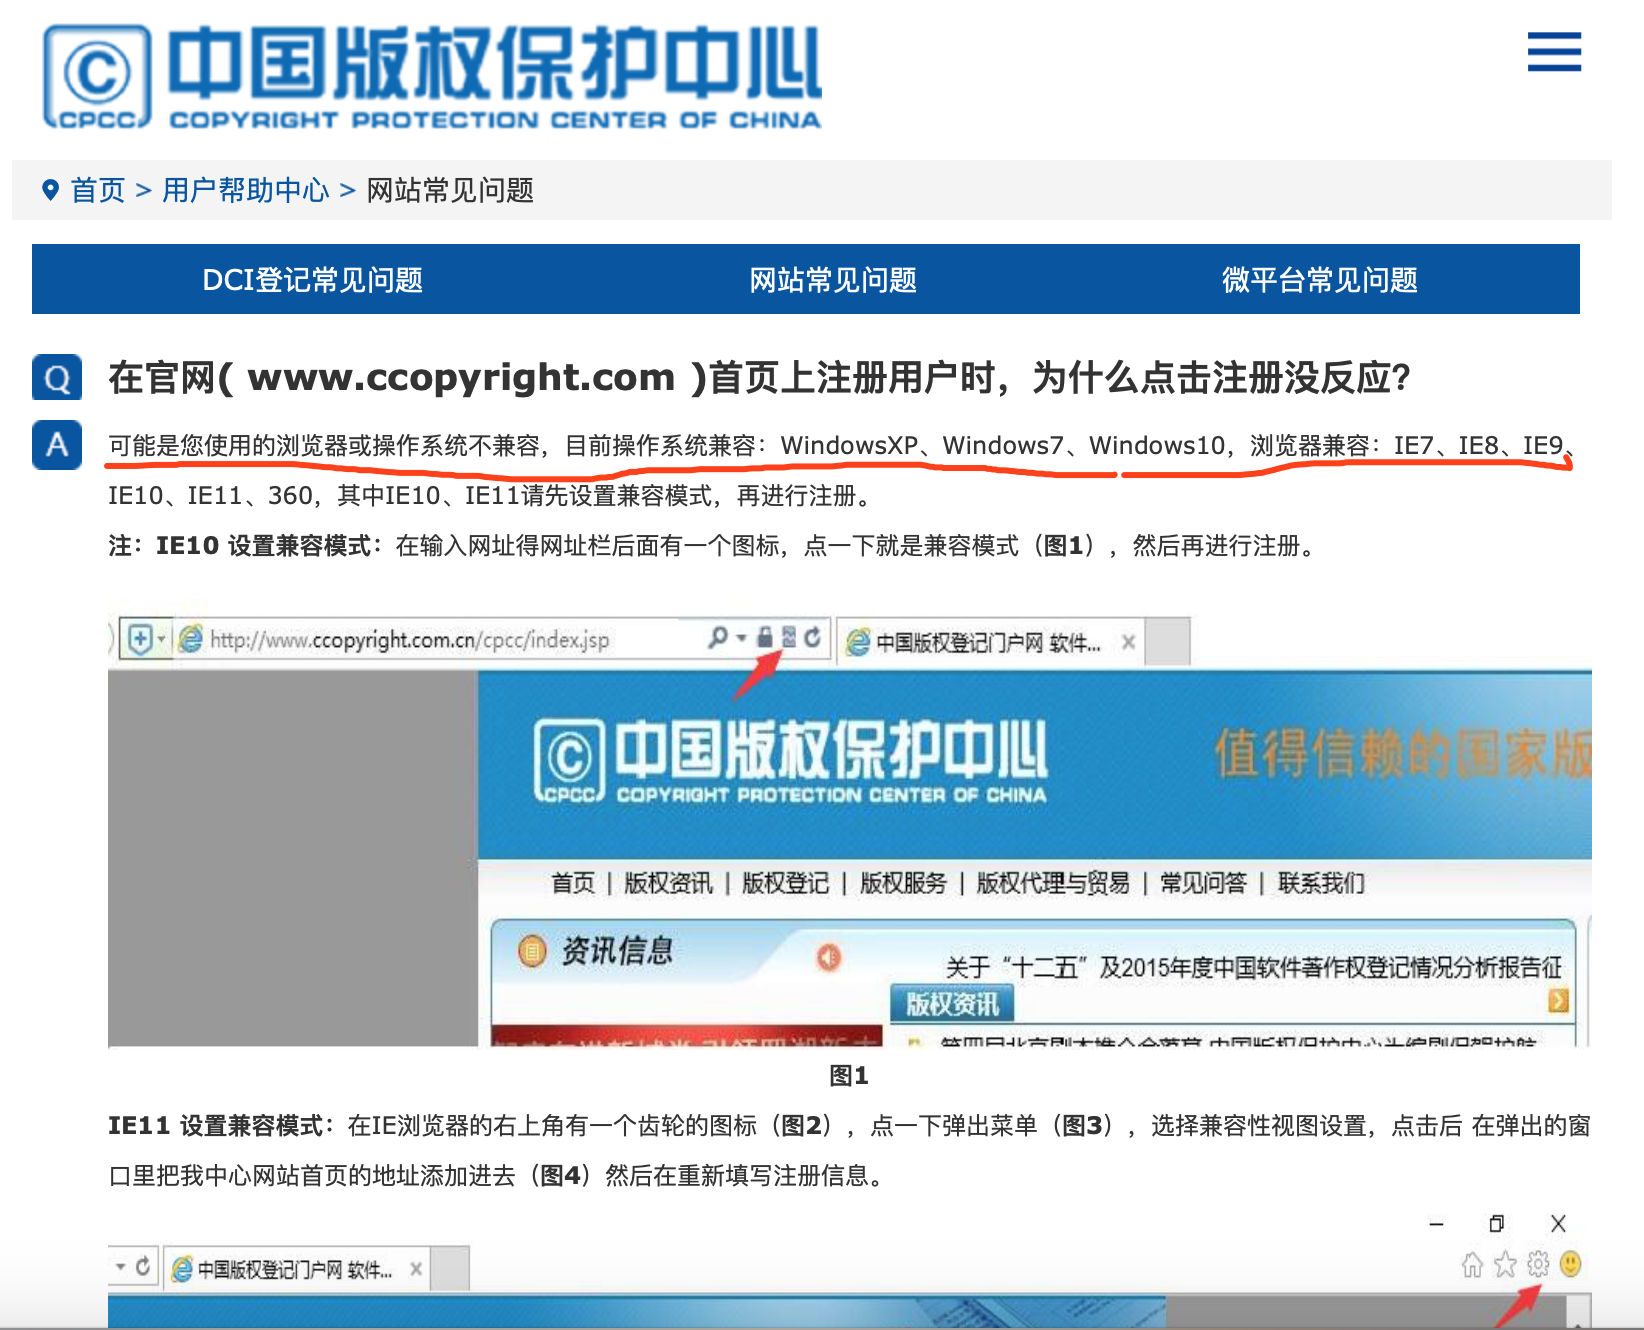 中国版权保护中心
CPCC COPYRIGHT PROTECTION CENTER OF CHINA
首页 > 用户帮助中心 > 网站常见问题
DCI登记常见问题 网站常见问题 微平台常见问题
Q 在官网( www.ccopyright.com )首页上注册用户时，为什么点击注册没反应？
A 可能是您使用的浏览器或操作系统不兼容，目前操作系统兼容：WindowsXP、Windows7、Windows10，浏览器兼容：IE7、IE8、IE9、
IE10、IE11、360，其中IE10、IE11请先设置兼容模式，再进行注册。
注：IE10 设置兼容模式：在输入网址得网址栏后面有一个图标，点一下就是兼容模式（图1），然后再进行注册。
http://www.ccopyright.com.cn/cpcc/index.jsp 中国版权登记门户网 软件...
中国版权保护中心 值得信赖的国家版
CPCC COPYRIGHT PROTECTION CENTER OF CHINA
首页 | 版权资讯 | 版权登记 | 版权服务 | 版权代理与贸易 | 常见问答 | 联系我们
资讯信息
关于“十二五”及2015年度中国软件著作权登记情况分析报告征
版权资讯
图1
IE11 设置兼容模式：在IE浏览器的右上角有一个齿轮的图标（图2），点一下弹出菜单（图3），选择兼容性视图设置，点击后 在弹出的窗
口里把我中心网站首页的地址添加进去（图4）然后在重新填写注册信息。
中国版权登记门户网 软件...